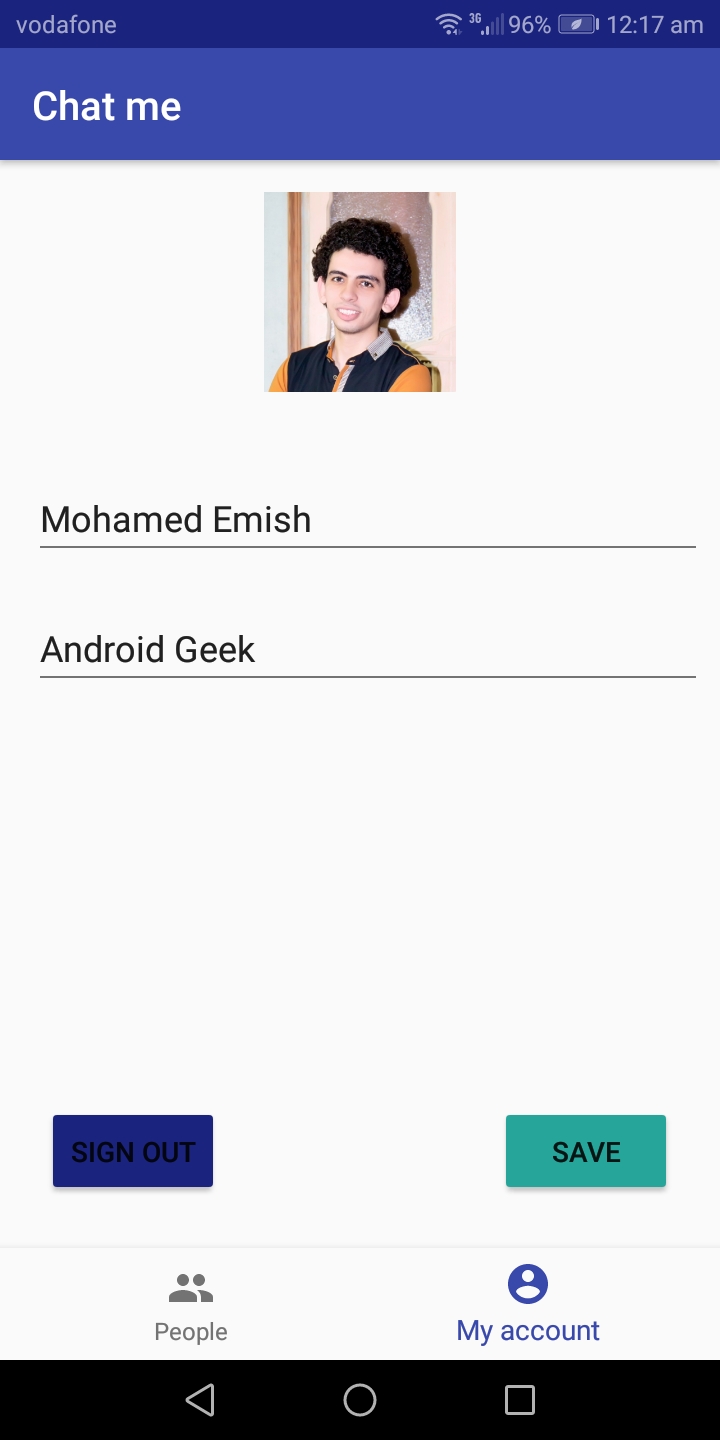 vodafone 3G 96% 12:17 am
Chat me
Mohamed Emish
Android Geek
SIGN OUT SAVE
People My account